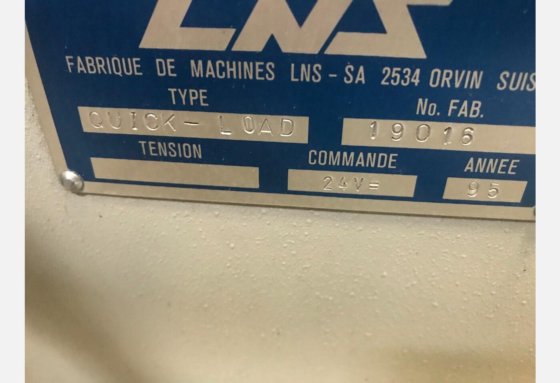 LNS
FABRIQUE DE MACHINES LNS - SA 2534 ORVIN SUIS
TYPE No. FAB.
QUICK-LOAD 19016
TENSION COMMANDE ANNEE
24V= 95